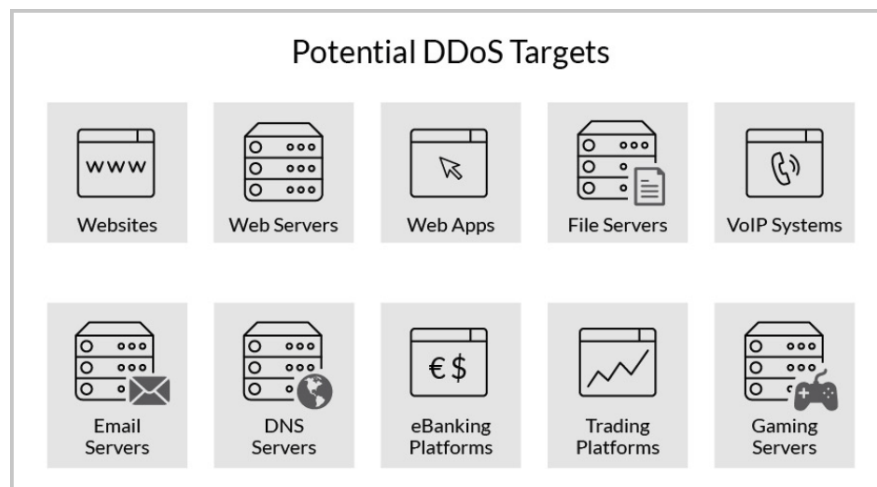 Potential DDoS Targets
www
Websites
Web Servers
Web Apps
File Servers
VoIP Systems
Email
Servers
DNS
Servers
€ $
eBanking
Platforms
Trading
Platforms
Gaming
Servers